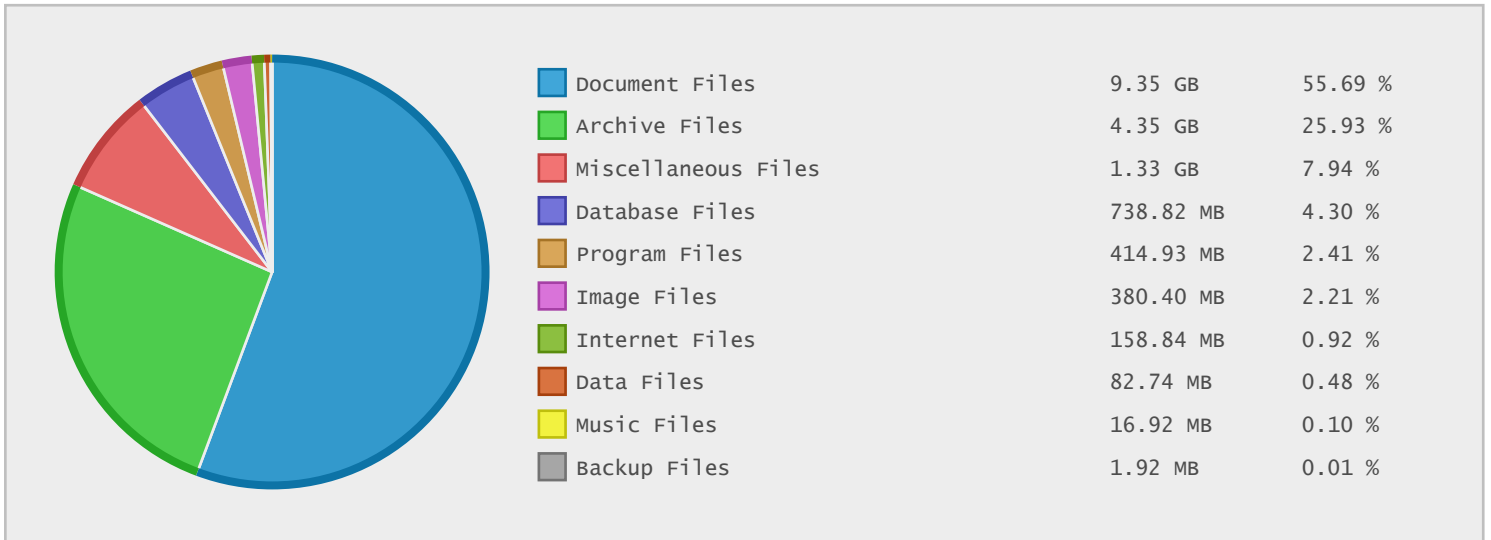 Document Files 9.35 GB 55.69 %
Archive Files 4.35 GB 25.93 %
Miscellaneous Files 1.33 GB 7.94 %
Database Files 738.82 MB 4.30 %
Program Files 414.93 MB 2.41 %
Image Files 380.40 MB 2.21 %
Internet Files 158.84 MB 0.92 %
Data Files 82.74 MB 0.48 %
Music Files 16.92 MB 0.10 %
Backup Files 1.92 MB 0.01 %